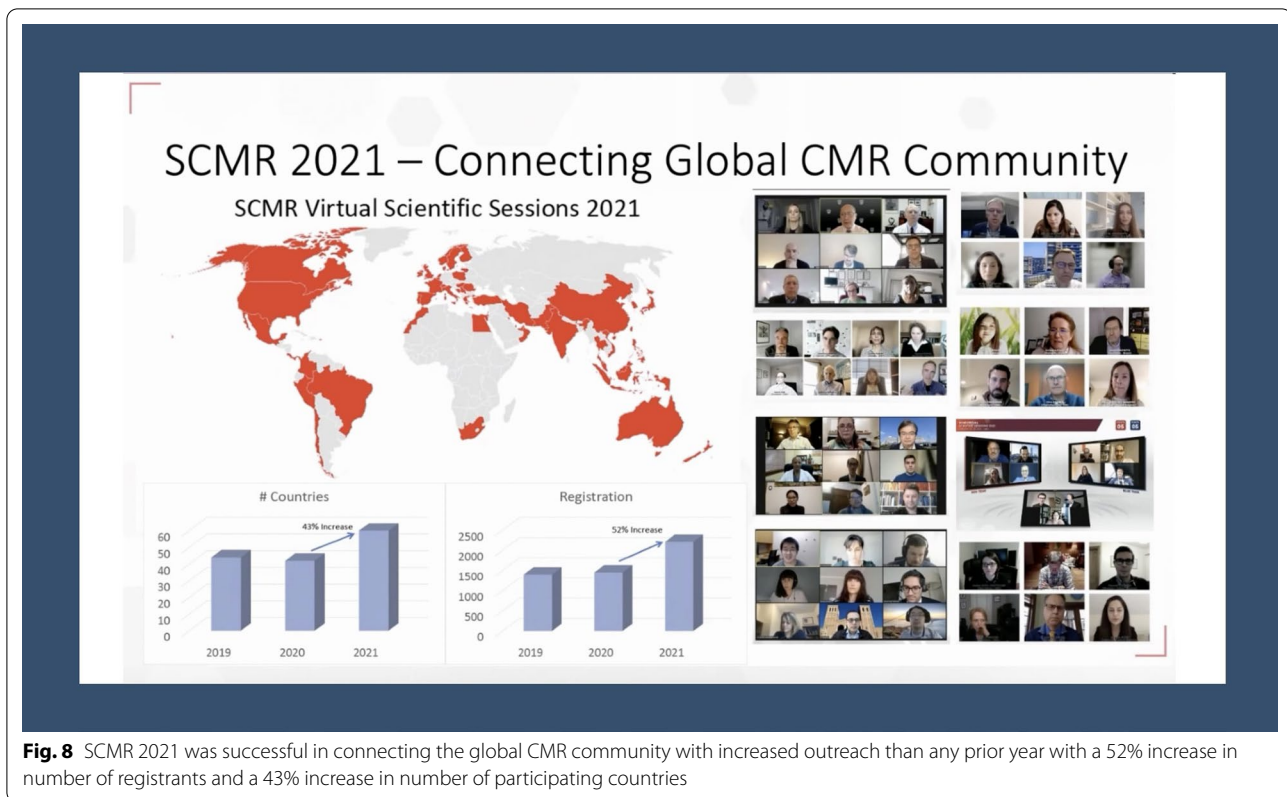 SCMR 2021 – Connecting Global CMR Community
SCMR Virtual Scientific Sessions 2021
# Countries
43% Increase
60
50
40
30
20
10
0
2019 2020 2021
Registration
52% Increase
2500
2000
1500
1000
500
0
2019 2020 2021
Fig. 8 SCMR 2021 was successful in connecting the global CMR community with increased outreach than any prior year with a 52% increase in
number of registrants and a 43% increase in number of participating countries